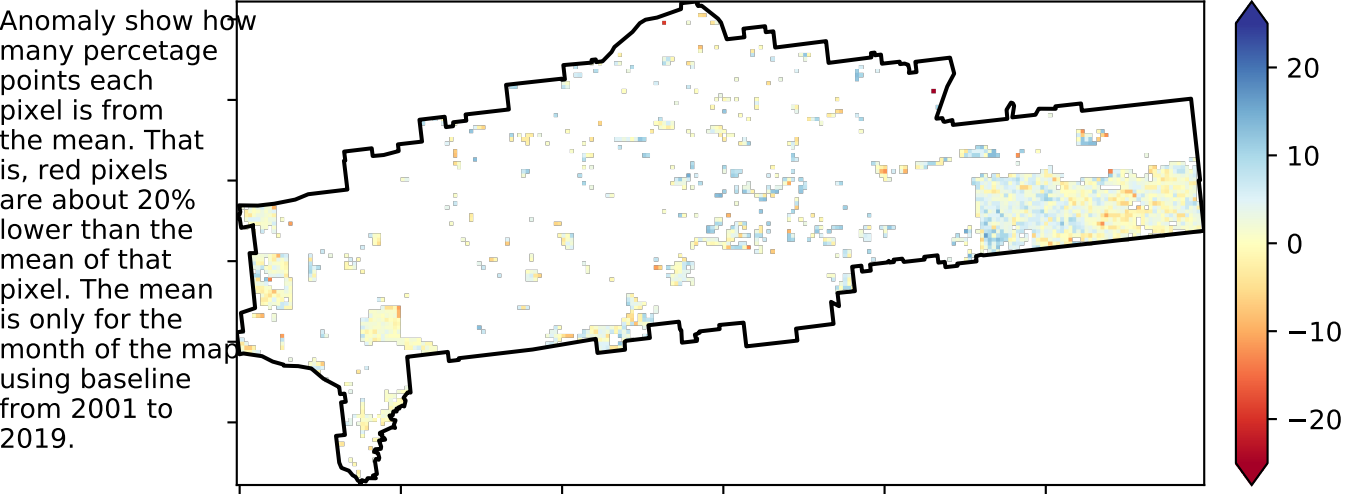 Anomaly show how
many percetage
points each
pixel is from
the mean. That
is, red pixels
are about 20%
lower than the
mean of that
pixel. The mean
is only for the
month of the map
using baseline
from 2001 to
2019.
20
10
0
−10
−20